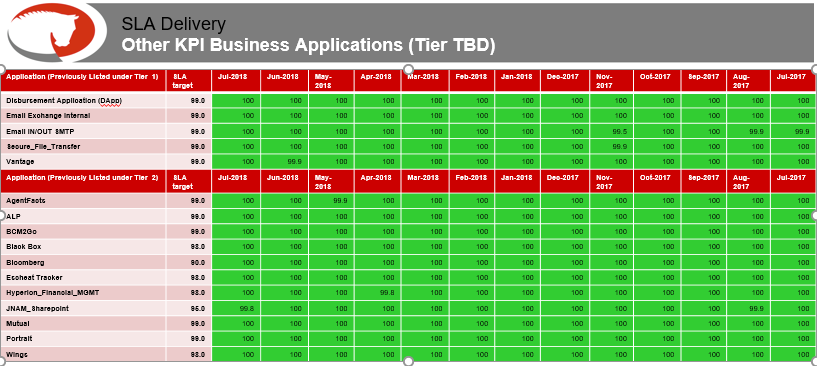 SLA Delivery
Other KPI Business Applications (Tier TBD)
Application (Previously Listed under Tier 1) SLA target Jul-2018 Jun-2018 May-2018 Apr-2018 Mar-2018 Feb-2018 Jan-2018 Dec-2017 Nov-2017 Oct-2017 Sep-2017 Aug-2017 Jul-2017
Disbursement Application (DApp) 99.0 100 100 100 100 100 100 100 100 100 100 100 100 100
Email Exchange Internal 99.0 100 100 100 100 100 100 100 100 100 100 100 100 100
Email IN/OUT SMTP 99.0 100 100 100 100 100 100 100 100 99.5 100 100 99.9 99.9
Secure_File_Transfer 99.0 100 100 100 100 100 100 100 100 99.9 100 100 100 100
Vantage 99.0 100 99.9 100 100 100 100 100 100 100 100 100 100 100
Application (Previously Listed under Tier 2) SLA target Jul-2018 Jun-2018 May-2018 Apr-2018 Mar-2018 Feb-2018 Jan-2018 Dec-2017 Nov-2017 Oct-2017 Sep-2017 Aug-2017 Jul-2017
AgentFacts 99.0 100 100 99.9 100 100 100 100 100 100 100 100 100 100
ALP 99.0 100 100 100 100 100 100 100 100 100 100 100 100 100
BCM2Go 99.0 100 100 100 100 100 100 100 100 100 100 100 100 100
Black Box 98.0 100 100 100 100 100 100 100 100 100 100 100 100 100
Bloomberg 90.0 100 100 100 100 100 100 100 100 100 100 100 100 100
Escheat Tracker 98.0 100 100 100 100 100 100 100 100 100 100 100 100 100
Hyperion_Financial_MGMT 98.0 100 100 100 99.8 100 100 100 100 100 100 100 100 100
JNAM_Sharepoint 95.0 99.8 100 100 100 100 100 100 100 100 100 100 99.9 100
Mutual 99.0 100 100 100 100 100 100 100 100 100 100 100 100 100
Portrait 99.0 100 100 100 100 100 100 100 100 100 100 100 100 100
Wings 98.0 100 100 100 100 100 100 100 100 100 100 100 100 100